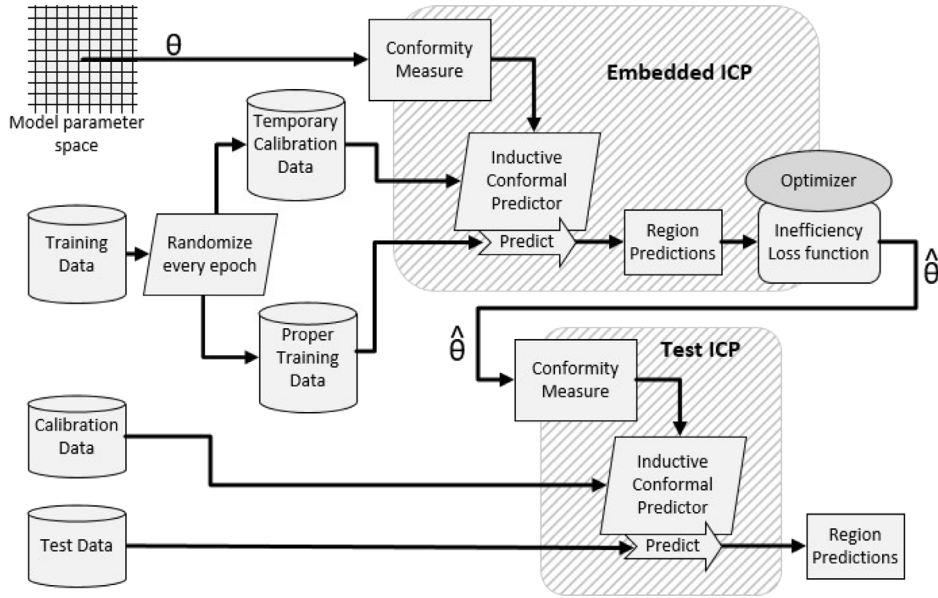 θ
Conformity
Measure
Embedded ICP
Model parameter
space
Temporary
Calibration
Data
Inductive
Conformal
Predictor
Optimizer
Training
Data
Randomize
every epoch
Predict
Region
Predictions
Inefficiency
Loss function
θ̂
Proper
Training
Data
θ̂
Test ICP
Conformity
Measure
Calibration
Data
Inductive
Conformal
Predictor
Test Data
Predict
Region
Predictions